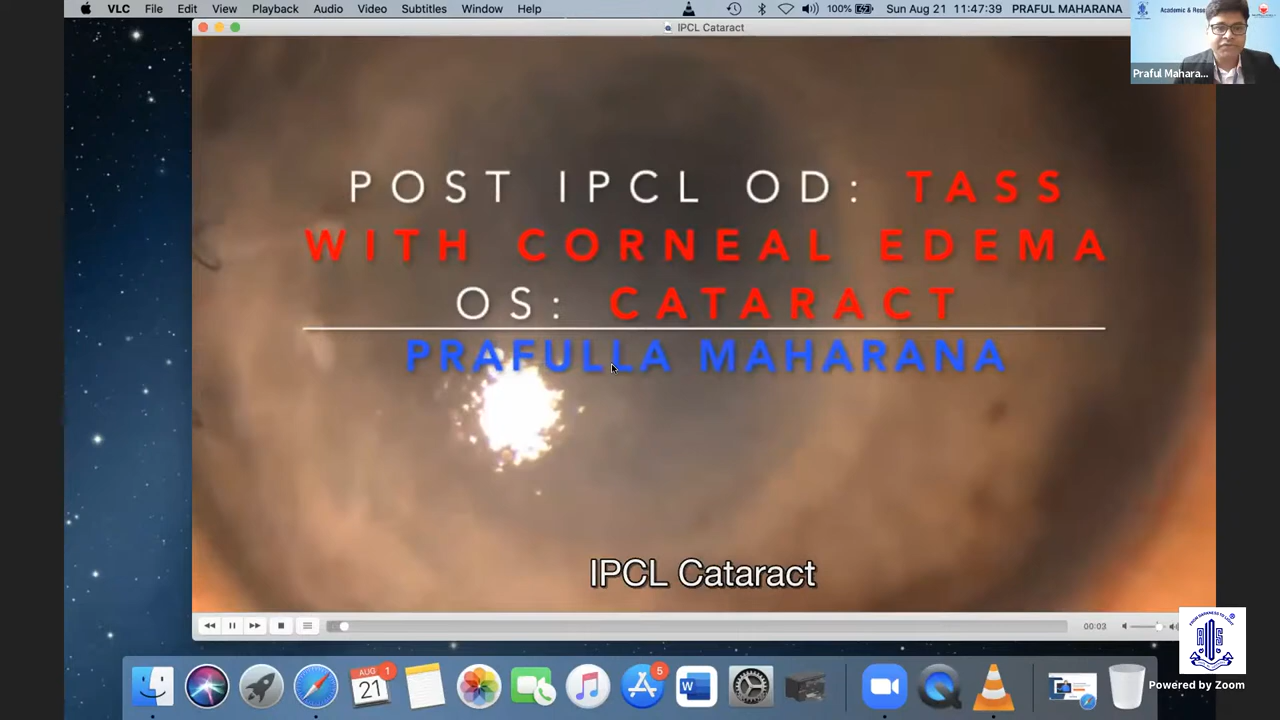 VLC File Edit View Playback Audio Video Subtitles Window Help 100% Sun Aug 21 11:47:39 PRAFUL MAHARANA
IPCL Cataract
Academic & Rese
Praful Mahara...
POST IPCL OD: TASS
WITH CORNEAL EDEMA
OS: CATARACT
PRAFULLA MAHARANA
IPCL Cataract
00:03
AUG 1
21
5
W
Powered by Zoom